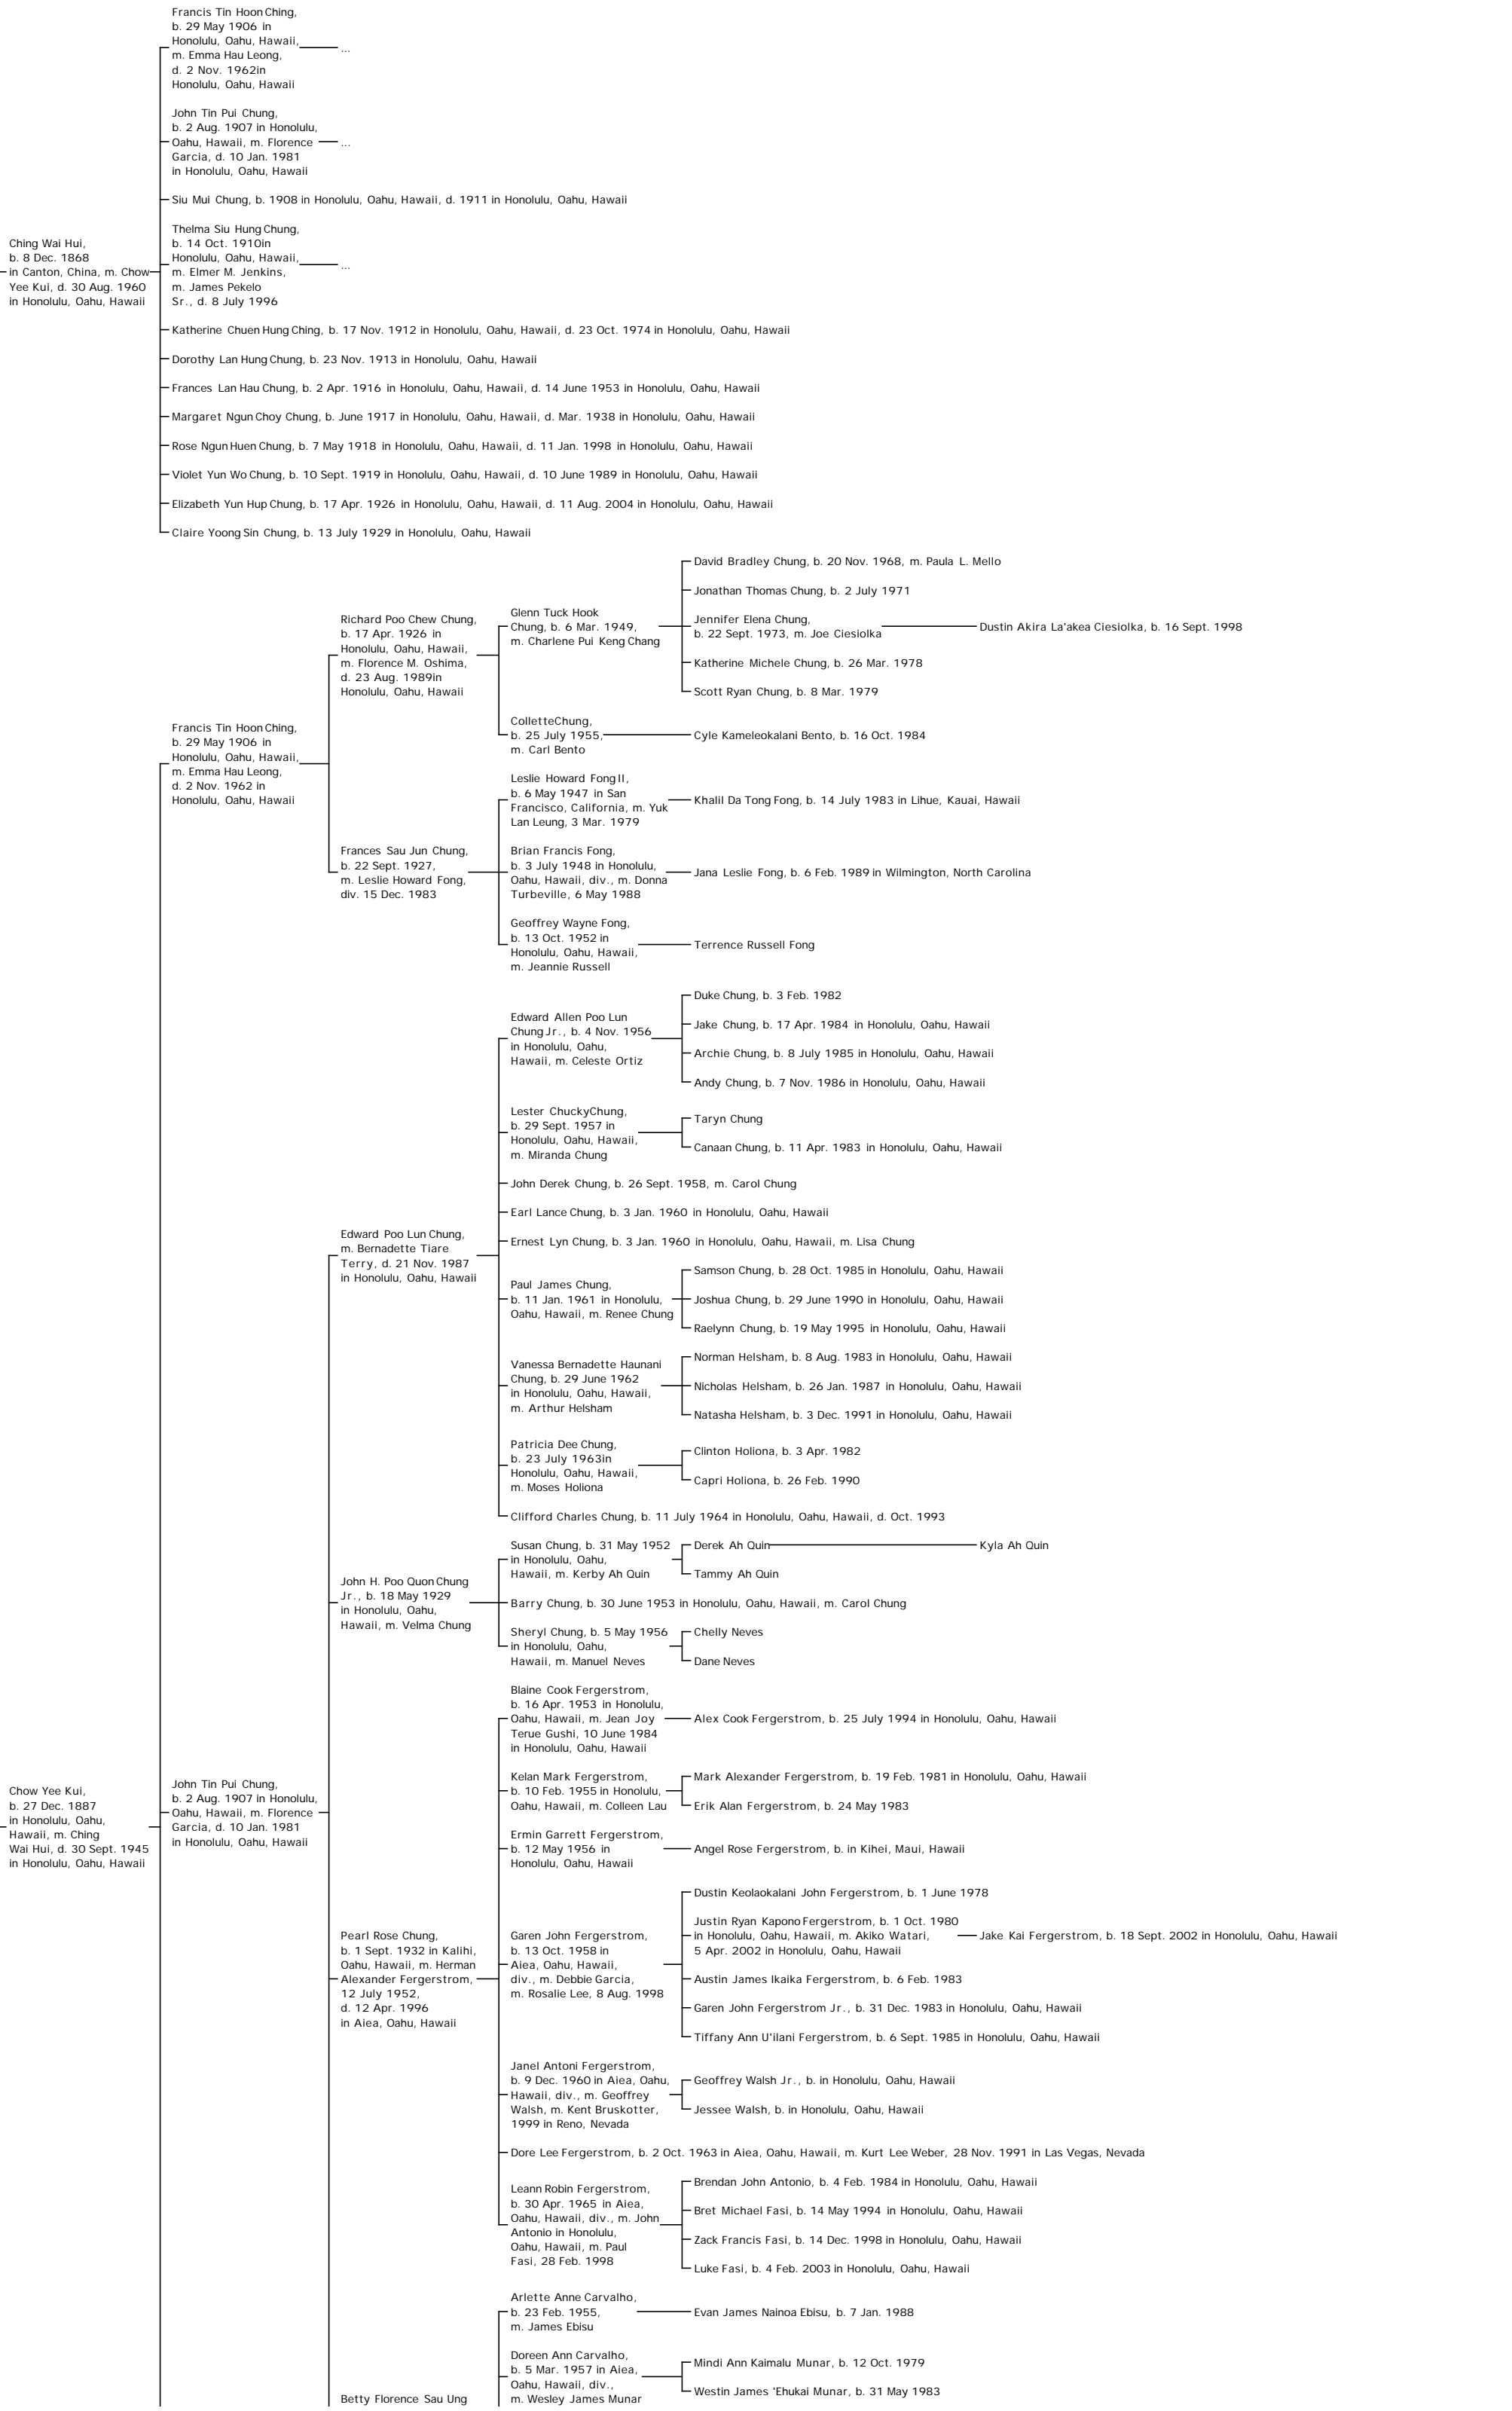 Francis Tin Hoon Ching,
b. 29 May 1906 in
Honolulu, Oahu, Hawaii,
m. Emma Hau Leong,
d. 2 Nov. 1962in
Honolulu, Oahu, Hawaii
...
John Tin Pui Chung,
b. 2 Aug. 1907 in Honolulu,
Oahu, Hawaii, m. Florence
Garcia, d. 10 Jan. 1981
in Honolulu, Oahu, Hawaii
...
Siu Mui Chung, b. 1908 in Honolulu, Oahu, Hawaii, d. 1911 in Honolulu, Oahu, Hawaii
Ching Wai Hui,
b. 8 Dec. 1868
in Canton, China, m. Chow
Yee Kui, d. 30 Aug. 1960
in Honolulu, Oahu, Hawaii
Thelma Siu Hung Chung,
b. 14 Oct. 1910in
Honolulu, Oahu, Hawaii,
m. Elmer M. Jenkins,
m. James Pekelo
Sr., d. 8 July 1996
...
Katherine Chuen Hung Ching, b. 17 Nov. 1912 in Honolulu, Oahu, Hawaii, d. 23 Oct. 1974 in Honolulu, Oahu, Hawaii
Dorothy Lan Hung Chung, b. 23 Nov. 1913 in Honolulu, Oahu, Hawaii
Frances Lan Hau Chung, b. 2 Apr. 1916 in Honolulu, Oahu, Hawaii, d. 14 June 1953 in Honolulu, Oahu, Hawaii
Margaret Ngun Choy Chung, b. June 1917 in Honolulu, Oahu, Hawaii, d. Mar. 1938 in Honolulu, Oahu, Hawaii
Rose Ngun Huen Chung, b. 7 May 1918 in Honolulu, Oahu, Hawaii, d. 11 Jan. 1998 in Honolulu, Oahu, Hawaii
Violet Yun Wo Chung, b. 10 Sept. 1919 in Honolulu, Oahu, Hawaii, d. 10 June 1989 in Honolulu, Oahu, Hawaii
Elizabeth Yun Hup Chung, b. 17 Apr. 1926 in Honolulu, Oahu, Hawaii, d. 11 Aug. 2004 in Honolulu, Oahu, Hawaii
Claire Yoong Sin Chung, b. 13 July 1929 in Honolulu, Oahu, Hawaii
David Bradley Chung, b. 20 Nov. 1968, m. Paula L. Mello
Jonathan Thomas Chung, b. 2 July 1971
Richard Poo Chew Chung,
b. 17 Apr. 1926 in
Honolulu, Oahu, Hawaii,
m. Florence M. Oshima,
d. 23 Aug. 1989in
Honolulu, Oahu, Hawaii
Glenn Tuck Hook
Chung, b. 6 Mar. 1949,
m. Charlene Pui Keng Chang
Jennifer Elena Chung,
b. 22 Sept. 1973, m. Joe Ciesiolka
Dustin Akira La'akea Ciesiolka, b. 16 Sept. 1998
Katherine Michele Chung, b. 26 Mar. 1978
Scott Ryan Chung, b. 8 Mar. 1979
ColletteChung,
b. 25 July 1955,
m. Carl Bento
Cyle Kameleokalani Bento, b. 16 Oct. 1984
Francis Tin Hoon Ching,
b. 29 May 1906 in
Honolulu, Oahu, Hawaii,
m. Emma Hau Leong,
d. 2 Nov. 1962 in
Honolulu, Oahu, Hawaii
Leslie Howard Fong II,
b. 6 May 1947 in San
Francisco, California, m. Yuk
Lan Leung, 3 Mar. 1979
Khalil Da Tong Fong, b. 14 July 1983 in Lihue, Kauai, Hawaii
Frances Sau Jun Chung,
b. 22 Sept. 1927,
m. Leslie Howard Fong,
div. 15 Dec. 1983
Brian Francis Fong,
b. 3 July 1948 in Honolulu,
Oahu, Hawaii, div., m. Donna
Turbeville, 6 May 1988
Jana Leslie Fong, b. 6 Feb. 1989 in Wilmington, North Carolina
Geoffrey Wayne Fong,
b. 13 Oct. 1952 in
Honolulu, Oahu, Hawaii,
m. Jeannie Russell
Terrence Russell Fong
Duke Chung, b. 3 Feb. 1982
Edward Allen Poo Lun
Chung Jr., b. 4 Nov. 1956
in Honolulu, Oahu,
Hawaii, m. Celeste Ortiz
Jake Chung, b. 17 Apr. 1984 in Honolulu, Oahu, Hawaii
Archie Chung, b. 8 July 1985 in Honolulu, Oahu, Hawaii
Andy Chung, b. 7 Nov. 1986 in Honolulu, Oahu, Hawaii
Lester ChuckyChung,
b. 29 Sept. 1957 in
Honolulu, Oahu, Hawaii,
m. Miranda Chung
Taryn Chung
Canaan Chung, b. 11 Apr. 1983 in Honolulu, Oahu, Hawaii
John Derek Chung, b. 26 Sept. 1958, m. Carol Chung
Earl Lance Chung, b. 3 Jan. 1960 in Honolulu, Oahu, Hawaii
Edward Poo Lun Chung,
m. Bernadette Tiare
Terry, d. 21 Nov. 1987
in Honolulu, Oahu, Hawaii
Ernest Lyn Chung, b. 3 Jan. 1960 in Honolulu, Oahu, Hawaii, m. Lisa Chung
Paul James Chung,
b. 11 Jan. 1961 in Honolulu,
Oahu, Hawaii, m. Renee Chung
Samson Chung, b. 28 Oct. 1985 in Honolulu, Oahu, Hawaii
Joshua Chung, b. 29 June 1990 in Honolulu, Oahu, Hawaii
Raelynn Chung, b. 19 May 1995 in Honolulu, Oahu, Hawaii
Vanessa Bernadette Haunani
Chung, b. 29 June 1962
in Honolulu, Oahu, Hawaii,
m. Arthur Helsham
Norman Helsham, b. 8 Aug. 1983 in Honolulu, Oahu, Hawaii
Nicholas Helsham, b. 26 Jan. 1987 in Honolulu, Oahu, Hawaii
Natasha Helsham, b. 3 Dec. 1991 in Honolulu, Oahu, Hawaii
Patricia Dee Chung,
b. 23 July 1963in
Honolulu, Oahu, Hawaii,
m. Moses Holiona
Clinton Holiona, b. 3 Apr. 1982
Capri Holiona, b. 26 Feb. 1990
Clifford Charles Chung, b. 11 July 1964 in Honolulu, Oahu, Hawaii, d. Oct. 1993
Susan Chung, b. 31 May 1952
in Honolulu, Oahu,
Hawaii, m. Kerby Ah Quin
Derek Ah Quin
Kyla Ah Quin
Tammy Ah Quin
John H. Poo Quon Chung
Jr., b. 18 May 1929
in Honolulu, Oahu,
Hawaii, m. Velma Chung
Barry Chung, b. 30 June 1953 in Honolulu, Oahu, Hawaii, m. Carol Chung
Sheryl Chung, b. 5 May 1956
in Honolulu, Oahu,
Hawaii, m. Manuel Neves
Chelly Neves
Dane Neves
Blaine Cook Fergerstrom,
b. 16 Apr. 1953 in Honolulu,
Oahu, Hawaii, m. Jean Joy
Terue Gushi, 10 June 1984
in Honolulu, Oahu, Hawaii
Alex Cook Fergerstrom, b. 25 July 1994 in Honolulu, Oahu, Hawaii
Kelan Mark Fergerstrom,
b. 10 Feb. 1955 in Honolulu,
Oahu, Hawaii, m. Colleen Lau
Mark Alexander Fergerstrom, b. 19 Feb. 1981 in Honolulu, Oahu, Hawaii
Erik Alan Fergerstrom, b. 24 May 1983
Chow Yee Kui,
b. 27 Dec. 1887
in Honolulu, Oahu,
Hawaii, m. Ching
Wai Hui, d. 30 Sept. 1945
in Honolulu, Oahu, Hawaii
John Tin Pui Chung,
b. 2 Aug. 1907 in Honolulu,
Oahu, Hawaii, m. Florence
Garcia, d. 10 Jan. 1981
in Honolulu, Oahu, Hawaii
Ermin Garrett Fergerstrom,
b. 12 May 1956 in
Honolulu, Oahu, Hawaii
Angel Rose Fergerstrom, b. in Kihei, Maui, Hawaii
Dustin Keolaokalani John Fergerstrom, b. 1 June 1978
Pearl Rose Chung,
b. 1 Sept. 1932 in Kalihi,
Oahu, Hawaii, m. Herman
Alexander Fergerstrom,
12 July 1952,
d. 12 Apr. 1996
in Aiea, Oahu, Hawaii
Garen John Fergerstrom,
b. 13 Oct. 1958 in
Aiea, Oahu, Hawaii,
div., m. Debbie Garcia,
m. Rosalie Lee, 8 Aug. 1998
Justin Ryan Kapono Fergerstrom, b. 1 Oct. 1980
in Honolulu, Oahu, Hawaii, m. Akiko Watari,
5 Apr. 2002 in Honolulu, Oahu, Hawaii
Jake Kai Fergerstrom, b. 18 Sept. 2002 in Honolulu, Oahu, Hawaii
Austin James Ikaika Fergerstrom, b. 6 Feb. 1983
Garen John Fergerstrom Jr., b. 31 Dec. 1983 in Honolulu, Oahu, Hawaii
Tiffany Ann U'ilani Fergerstrom, b. 6 Sept. 1985 in Honolulu, Oahu, Hawaii
Janel Antoni Fergerstrom,
b. 9 Dec. 1960 in Aiea, Oahu,
Hawaii, div., m. Geoffrey
Walsh, m. Kent Bruskotter,
1999 in Reno, Nevada
Geoffrey Walsh Jr., b. in Honolulu, Oahu, Hawaii
Jessee Walsh, b. in Honolulu, Oahu, Hawaii
Dore Lee Fergerstrom, b. 2 Oct. 1963 in Aiea, Oahu, Hawaii, m. Kurt Lee Weber, 28 Nov. 1991 in Las Vegas, Nevada
Leann Robin Fergerstrom,
b. 30 Apr. 1965 in Aiea,
Oahu, Hawaii, div., m. John
Antonio in Honolulu,
Oahu, Hawaii, m. Paul
Fasi, 28 Feb. 1998
Brendan John Antonio, b. 4 Feb. 1984 in Honolulu, Oahu, Hawaii
Bret Michael Fasi, b. 14 May 1994 in Honolulu, Oahu, Hawaii
Zack Francis Fasi, b. 14 Dec. 1998 in Honolulu, Oahu, Hawaii
Luke Fasi, b. 4 Feb. 2003 in Honolulu, Oahu, Hawaii
Arlette Anne Carvalho,
b. 23 Feb. 1955,
m. James Ebisu
Evan James Nainoa Ebisu, b. 7 Jan. 1988
Doreen Ann Carvalho,
b. 5 Mar. 1957 in Aiea,
Oahu, Hawaii, div.,
m. Wesley James Munar
Mindi Ann Kaimalu Munar, b. 12 Oct. 1979
Westin James 'Ehukai Munar, b. 31 May 1983
Betty Florence Sau Ung